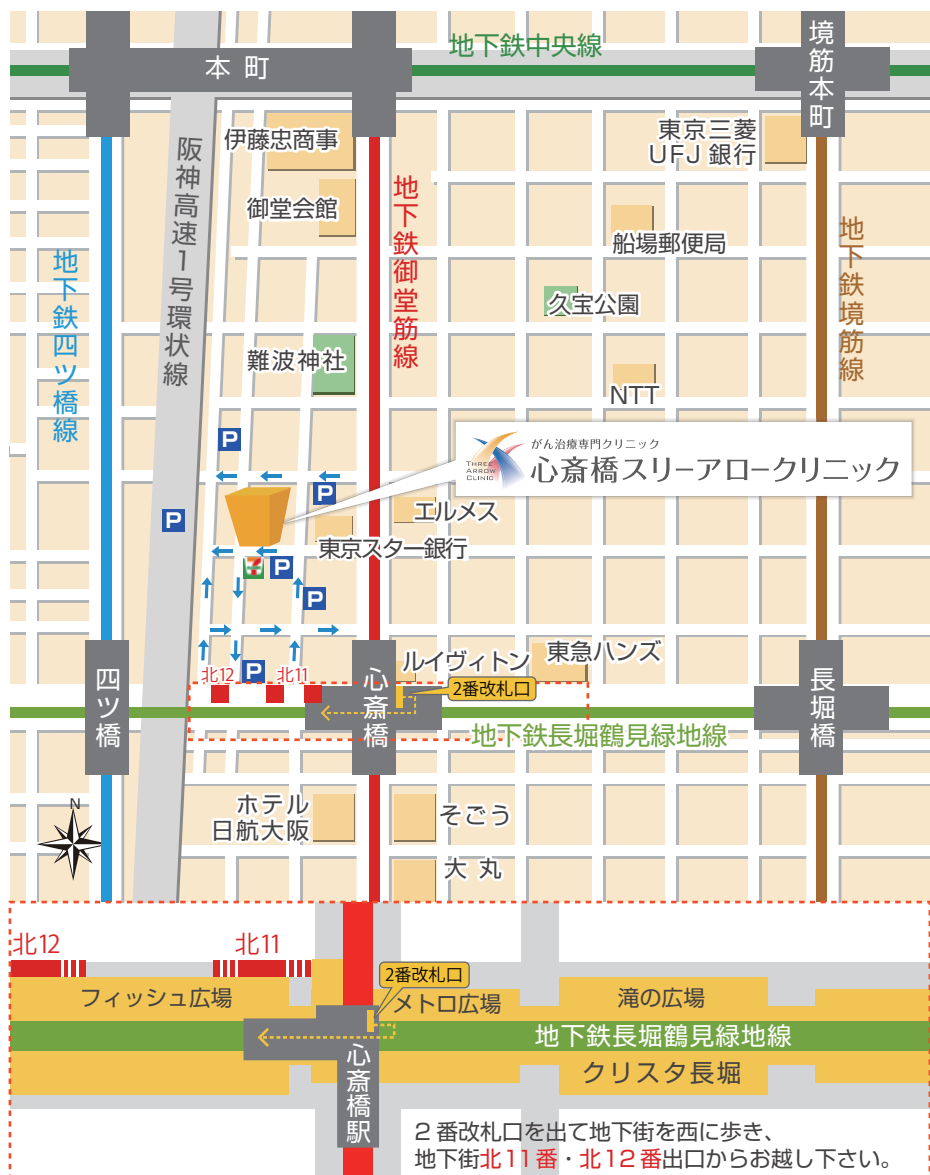 地下鉄中央線
本町
境筋本町
伊藤忠商事
東京三菱
UFJ銀行
阪神高速1号環状線
御堂会館
地下鉄御堂筋線
船場郵便局
地下鉄境筋線
地下鉄四ツ橋線
久宝公園
難波神社
NTT
P
がん治療専門クリニック
THREE
ARROW
CLINIC
心斎橋スリーアロークリニック
P
P
エルメス
東京スター銀行
7
P
P
ルイヴィトン
東急ハンズ
北12
P
北11
2番改札口
四ツ橋
心斎橋
長堀橋
地下鉄長堀鶴見緑地線
N
ホテル
日航大阪
そごう
大丸
北12
北11
2番改札口
フィッシュ広場
メトロ広場
滝の広場
地下鉄長堀鶴見緑地線
心斎橋駅
クリスタ長堀
2番改札口を出て地下街を西に歩き、
地下街北11番・北12番出口からお越し下さい。